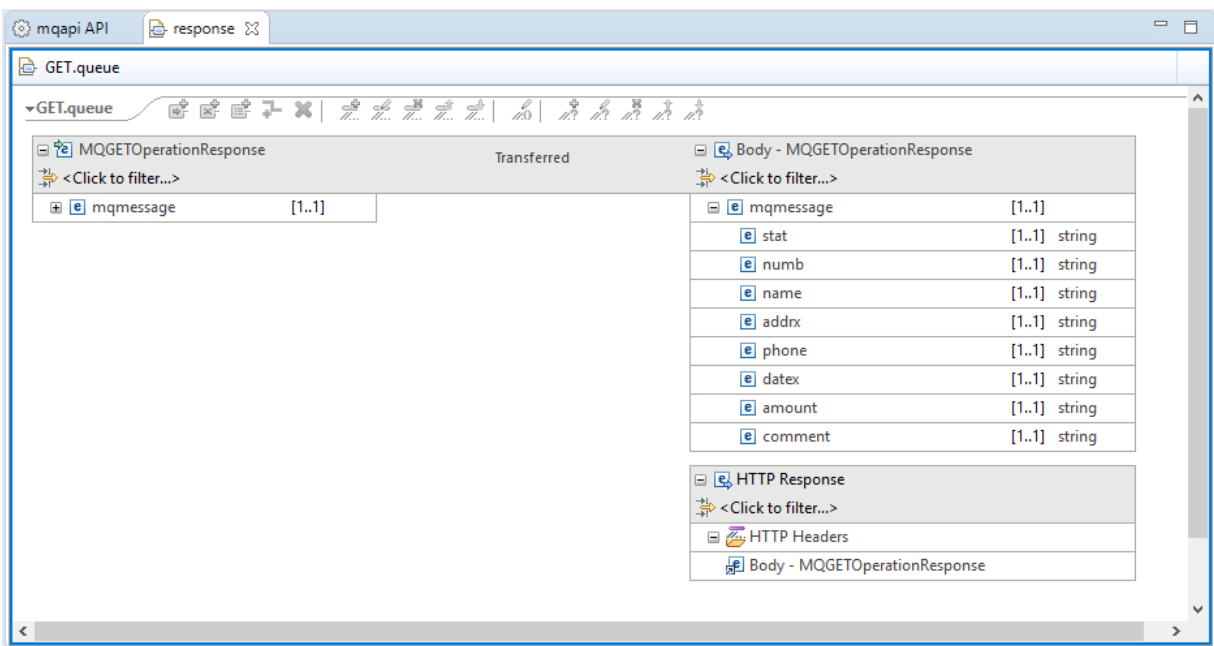 mqapi API
response
GET.queue
GET.queue
MQGETOperationResponse
<Click to filter...>
mqmessage [1..1]
Transferred
Body - MQGETOperationResponse
<Click to filter...>
mqmessage [1..1]
stat [1..1] string
numb [1..1] string
name [1..1] string
addrx [1..1] string
phone [1..1] string
datex [1..1] string
amount [1..1] string
comment [1..1] string
HTTP Response
<Click to filter...>
HTTP Headers
Body - MQGETOperationResponse